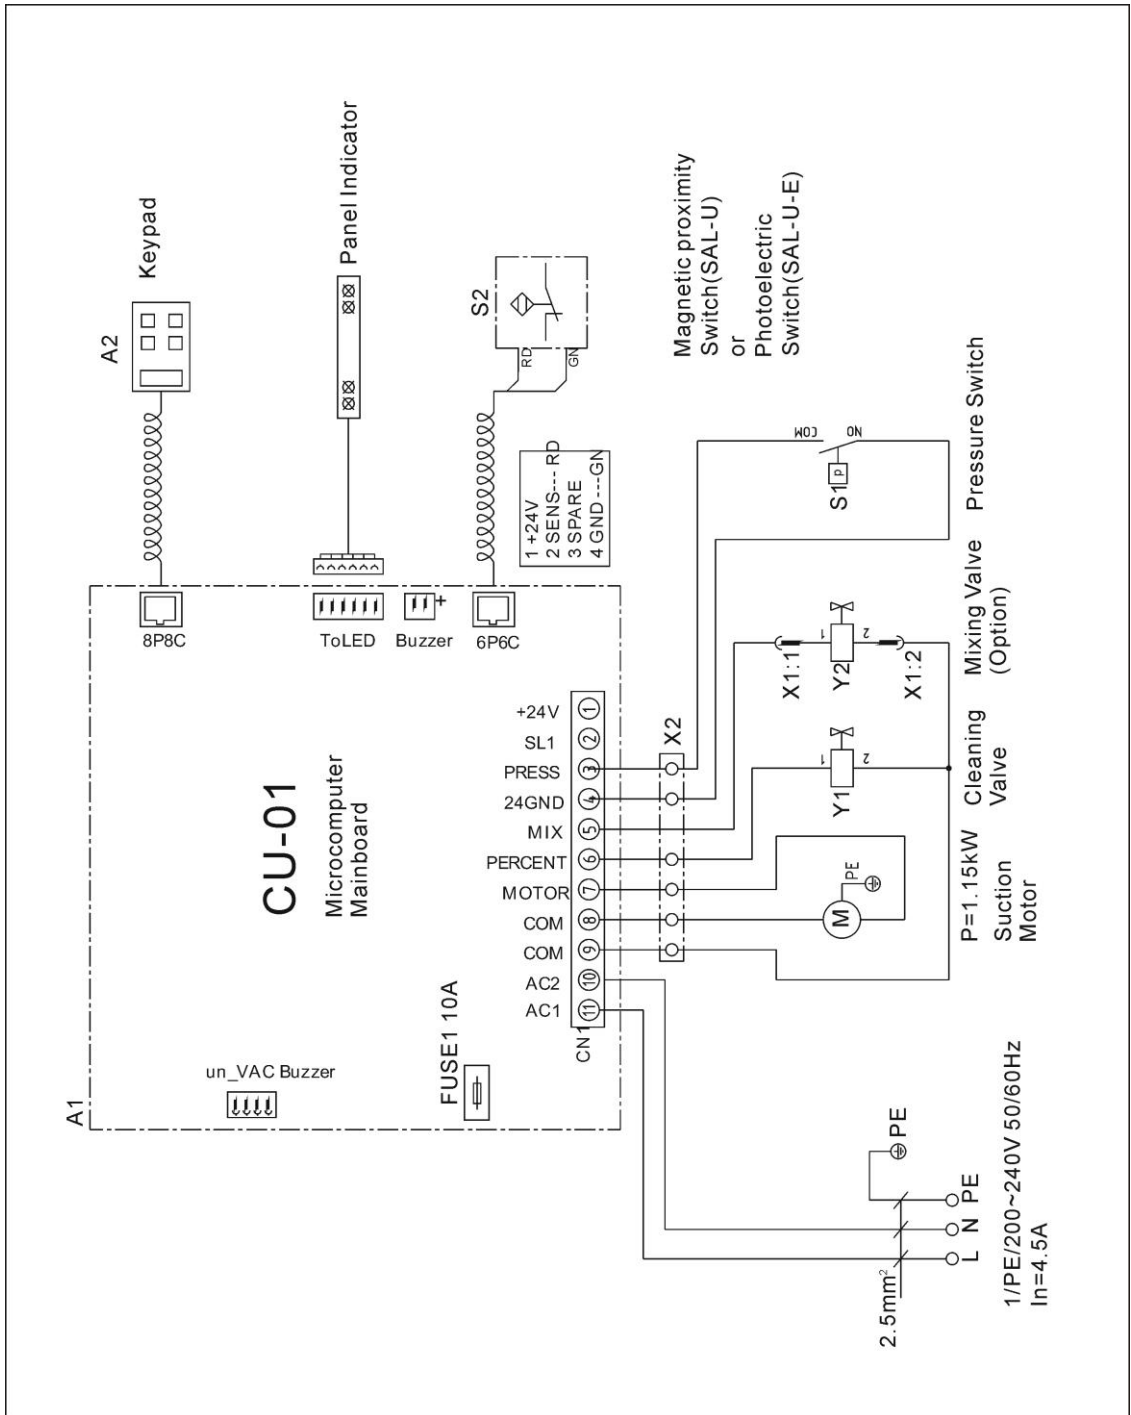 A1
CU-01
Microcomputer
Mainboard
un_VAC Buzzer
FUSE1 10A
8P8C
ToLED
Buzzer
+
6P6C
A2
Keypad
Panel Indicator
S2
RD
GN
1 +24V
2 SENS--- RD
3 SPARE
4 GND ---GN
Magnetic proximity
Switch(SAL-U)
or
Photoelectric
Switch(SAL-U-E)
+24V 1
SL1 2
PRESS 3
24GND 4
MIX 5
PERCENT 6
MOTOR 7
COM 8
COM 9
AC2 10
AC1 11
CN1
X2
COM
NO
S1
p
Pressure Switch
X1:1
1
Y2
2
X1:2
Mixing Valve
(Option)
1
Y1
2
Cleaning
Valve
M
PE
P=1.15kW
Suction
Motor
PE
2.5mm²
L N PE
1/PE/200~240V 50/60Hz
In=4.5A